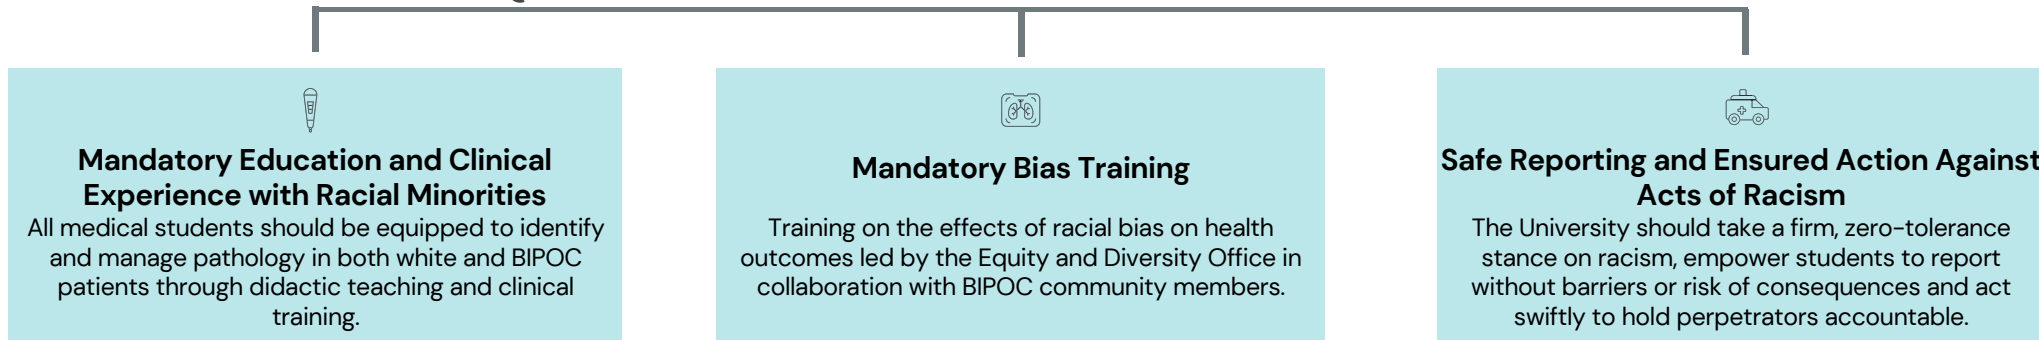 Mandatory Education and Clinical
Experience with Racial Minorities
All medical students should be equipped to identify
and manage pathology in both white and BIPOC
patients through didactic teaching and clinical
training.
Mandatory Bias Training
Training on the effects of racial bias on health
outcomes led by the Equity and Diversity Office in
collaboration with BIPOC community members.
Safe Reporting and Ensured Action Against
Acts of Racism
The University should take a firm, zero-tolerance
stance on racism, empower students to report
without barriers or risk of consequences and act
swiftly to hold perpetrators accountable.